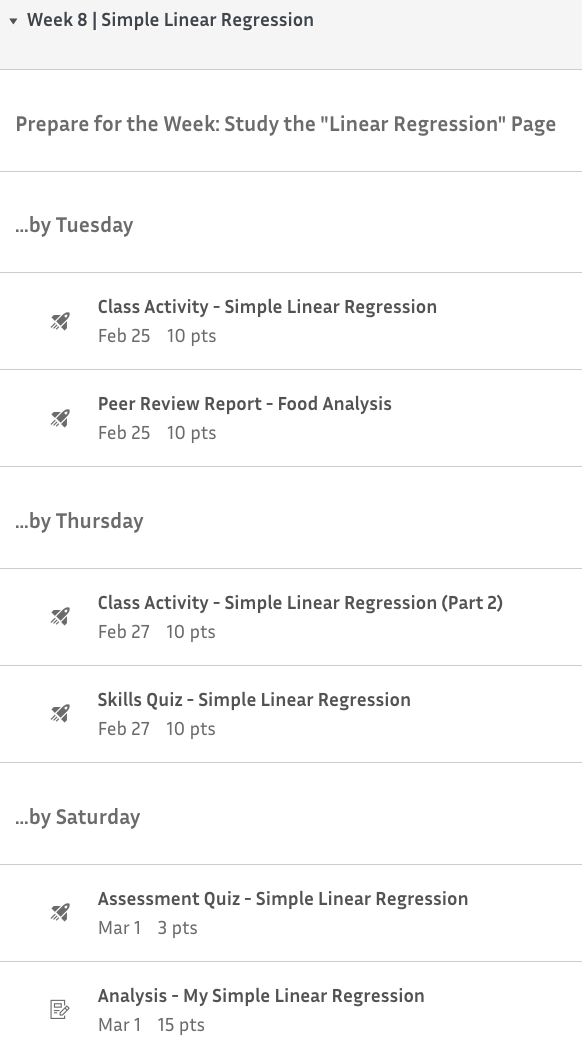 Week 8 | Simple Linear Regression
Prepare for the Week: Study the "Linear Regression" Page
...by Tuesday
Class Activity - Simple Linear Regression
Feb 25 10 pts
Peer Review Report - Food Analysis
Feb 25 10 pts
...by Thursday
Class Activity - Simple Linear Regression (Part 2)
Feb 27 10 pts
Skills Quiz - Simple Linear Regression
Feb 27 10 pts
...by Saturday
Assessment Quiz - Simple Linear Regression
Mar 1 3 pts
Analysis - My Simple Linear Regression
Mar 1 15 pts